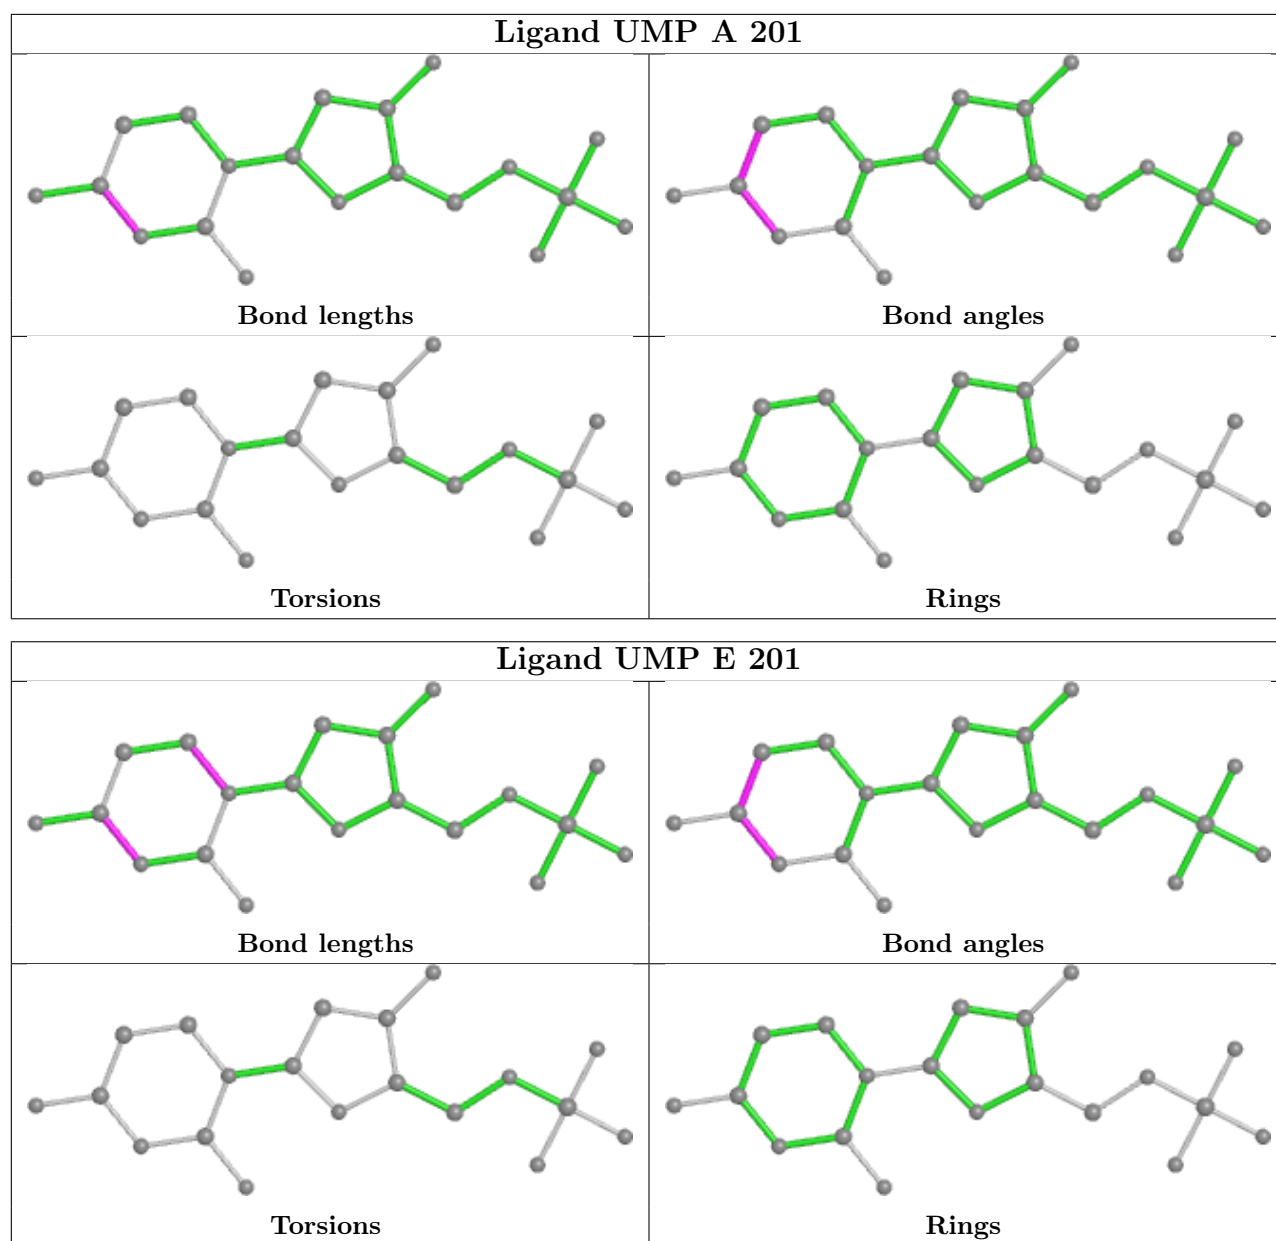 Ligand UMP A 201
Bond lengths
Bond angles
Torsions
Rings
Ligand UMP E 201
Bond lengths
Bond angles
Torsions
Rings